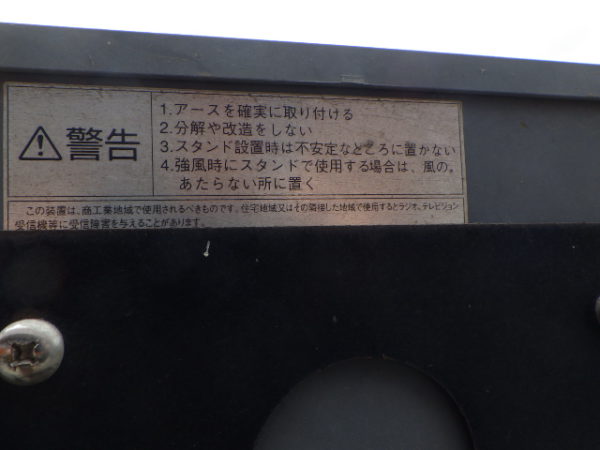 警告
1.アースを確実に取り付ける
2.分解や改造をしない
3.スタンド設置時は不安定なところに置かない
4.強風時にスタンドで使用する場合は、風の
あたらない所に置く
この装置は、商工業地域で使用されるべきものです。住宅地域又はその隣接した地域で使用するとラジオ、テレビジョン
受信機等に受信障害を与えることがあります。